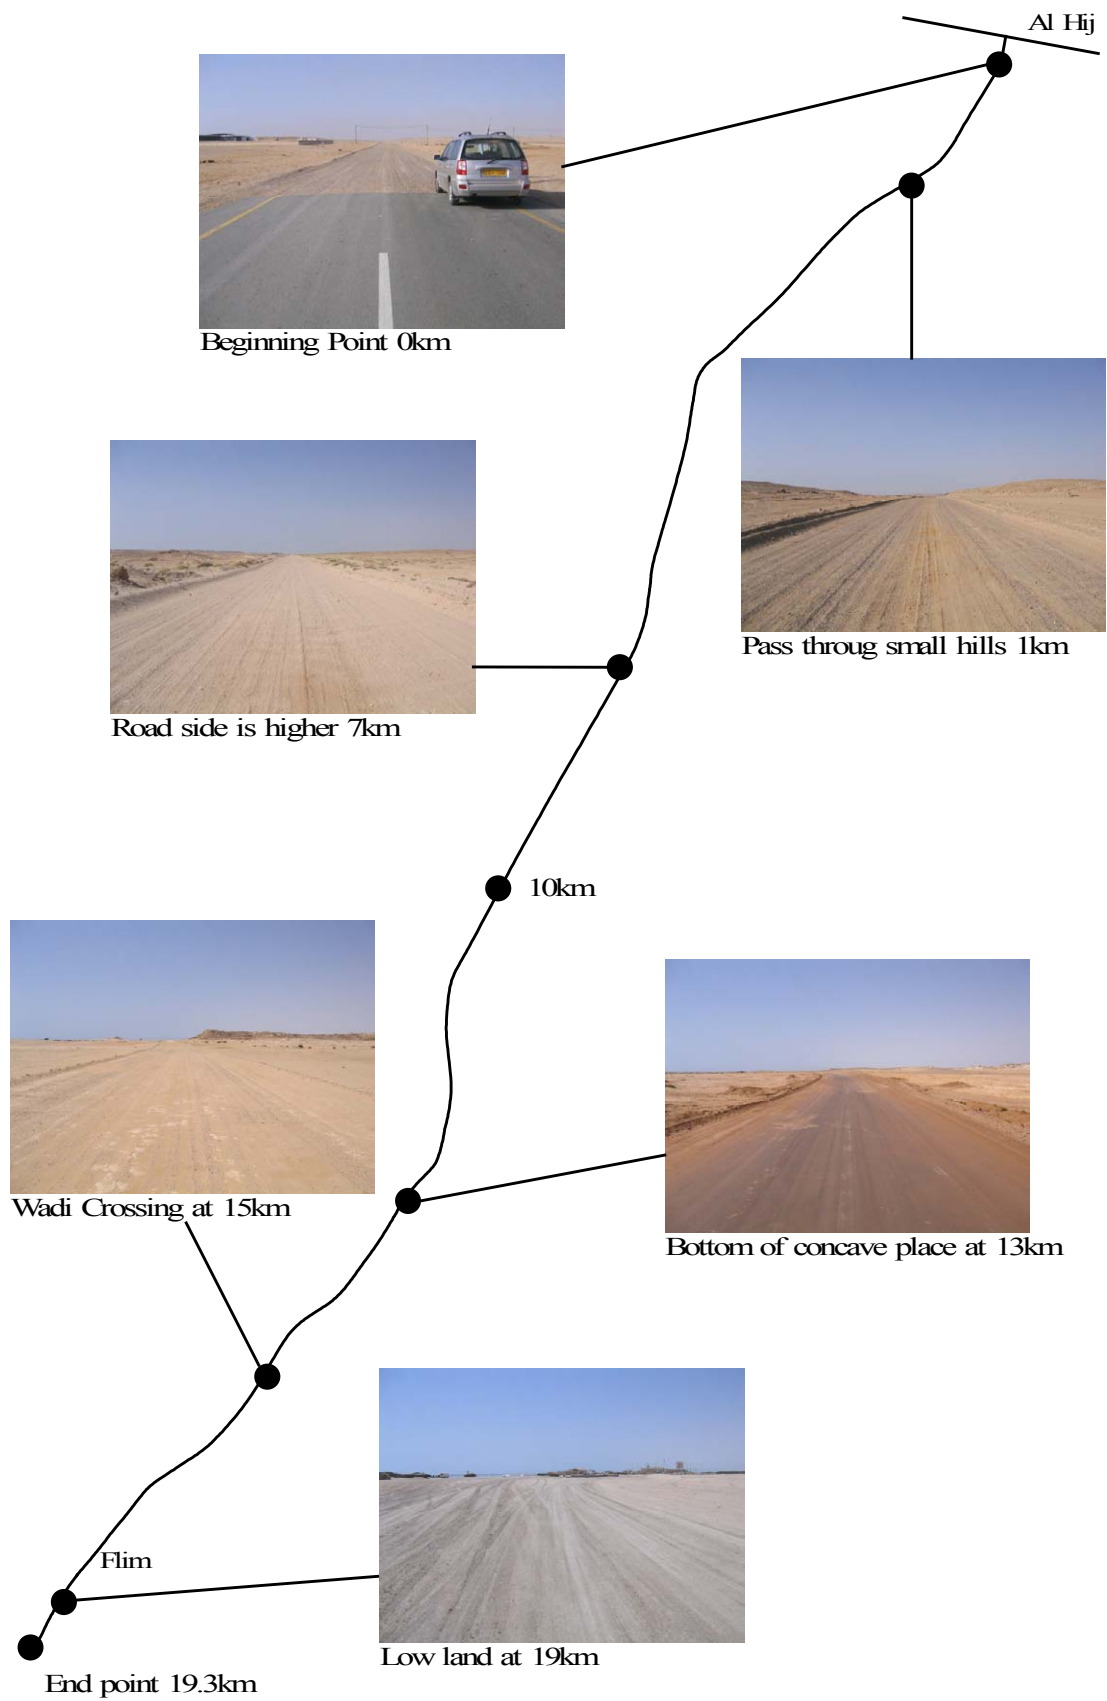 Al Hij
Beginning Point 0km
Pass throug small hills 1km
Road side is higher 7km
10km
Wadi Crossing at 15km
Bottom of concave place at 13km
Flim
Low land at 19km
End point 19.3km